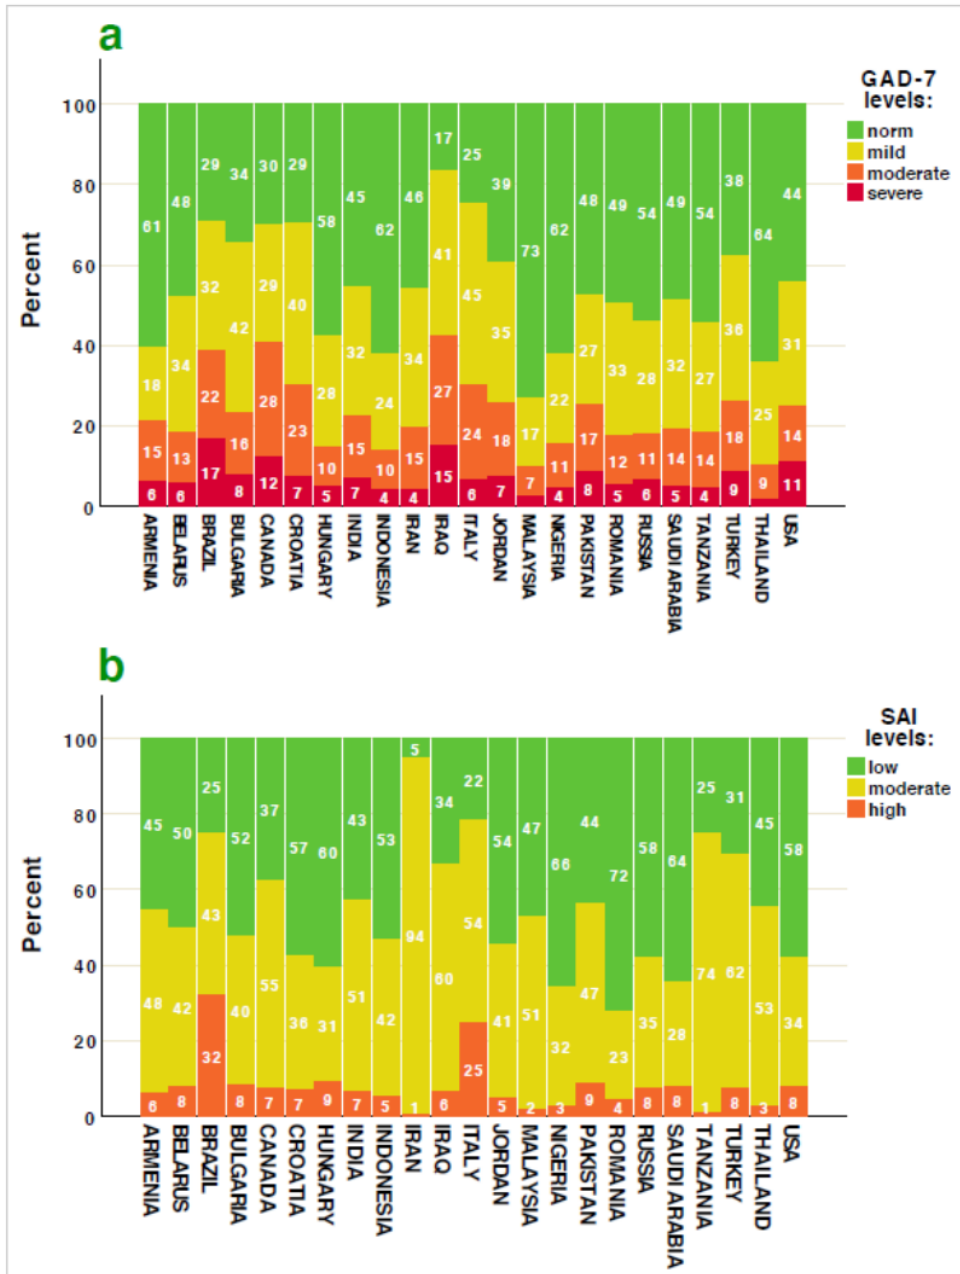 a
GAD-7
levels:
norm
mild
moderate
severe
Percent
100
80
60
40
20
0
61 48 29 34 30 29 58 45 62 46 17 25 39 73 62 48 49 54 49 54 38 64 44
18 34 32 42 29 40 28 32 24 34 41 45 35 17 22 27 33 28 32 27 36 25 31
15 13 22 16 28 23 10 15 10 15 27 24 18 7 11 17 12 11 14 14 18 9 14
6 6 17 8 12 7 5 7 4 4 15 6 7 4 8 5 6 5 4 9 11
ARMENIA
BELARUS
BRAZIL
BULGARIA
CANADA
CROATIA
HUNGARY
INDIA
INDONESIA
IRAN
IRAQ
ITALY
JORDAN
MALAYSIA
NIGERIA
PAKISTAN
ROMANIA
RUSSIA
SAUDI ARABIA
TANZANIA
TURKEY
THAILAND
USA
b
SAI
levels:
low
moderate
high
Percent
100
80
60
40
20
0
45 50 25 52 37 57 60 43 53 5 34 22 54 47 66 44 72 58 64 25 31 45 58
48 42 43 40 55 36 31 51 42 94 60 54 41 51 32 47 23 35 28 74 62 53 34
6 8 32 8 7 7 9 7 5 1 6 25 5 2 3 9 4 8 8 1 8 3 8
ARMENIA
BELARUS
BRAZIL
BULGARIA
CANADA
CROATIA
HUNGARY
INDIA
INDONESIA
IRAN
IRAQ
ITALY
JORDAN
MALAYSIA
NIGERIA
PAKISTAN
ROMANIA
RUSSIA
SAUDI ARABIA
TANZANIA
TURKEY
THAILAND
USA